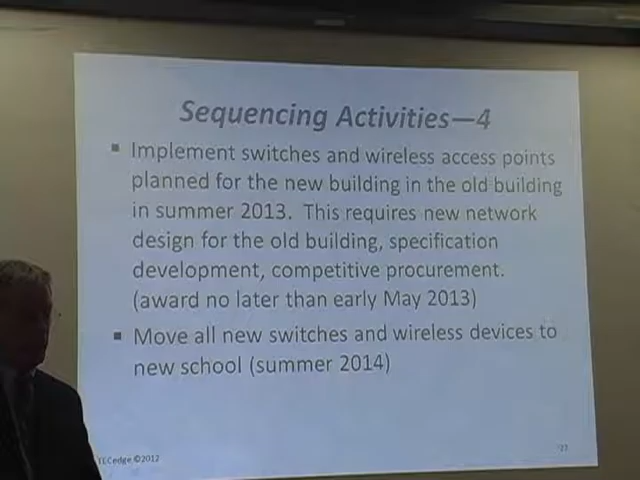 Sequencing Activities—4
▪ Implement switches and wireless access points
planned for the new building in the old building
in summer 2013. This requires new network
design for the old building, specification
development, competitive procurement.
(award no later than early May 2013)
▪ Move all new switches and wireless devices to
new school (summer 2014)
TECedge ©2012